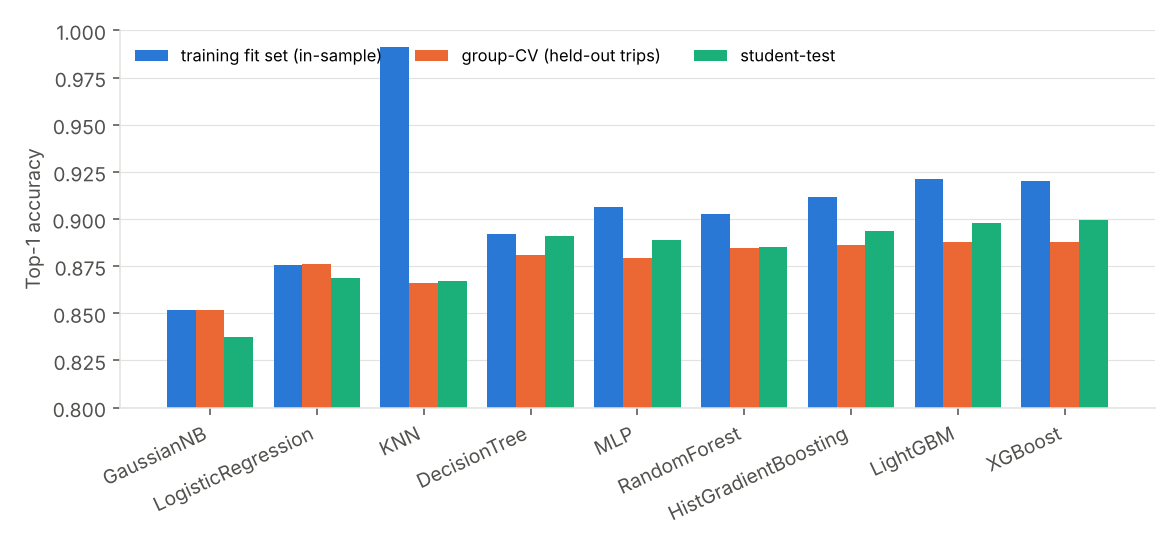 training fit set (in-sample) group-CV (held-out trips) student-test
Top-1 accuracy
1.000
0.975
0.950
0.925
0.900
0.875
0.850
0.825
0.800
GaussianNB
LogisticRegression
KNN
DecisionTree
MLP
RandomForest
HistGradientBoosting
LightGBM
XGBoost